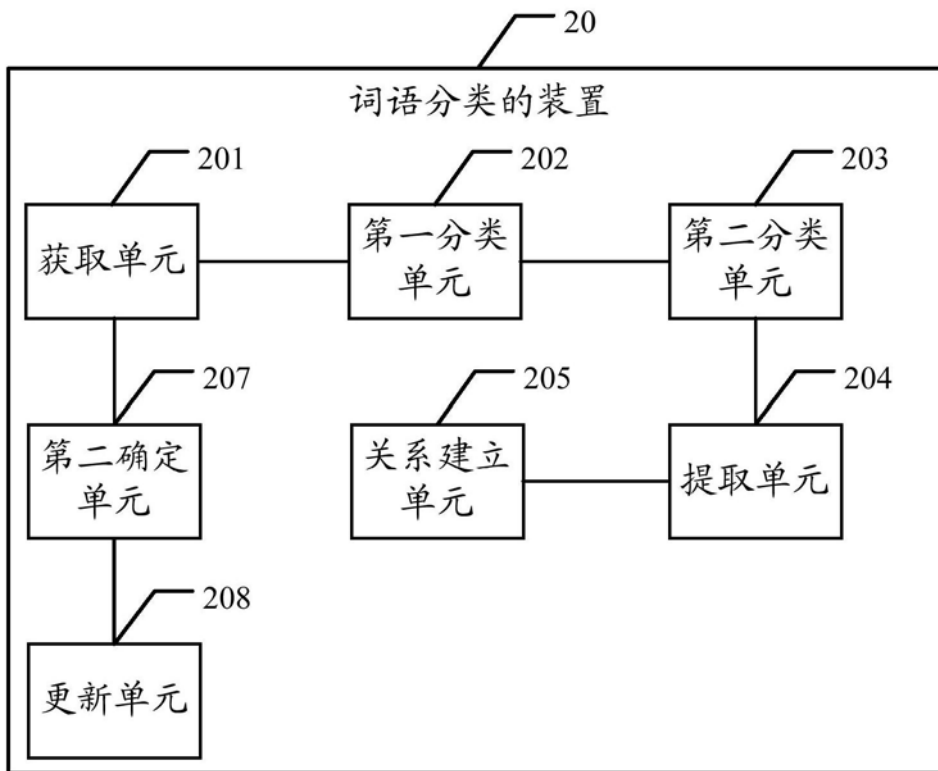 20
词语分类的装置
201
202
203
获取单元
第一分类
单元
第二分类
单元
207
205
204
第二确定
单元
关系建立
单元
提取单元
208
更新单元